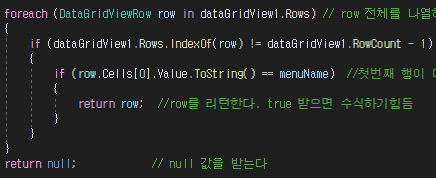 foreach (DataGridViewRow row in dataGridView1.Rows) // row 전체를 나열
{
if (dataGridView1.Rows.IndexOf(row) != dataGridView1.RowCount - 1)
{
if (row.Cells[0].Value.ToString() == menuName) //첫번째 행이
{
return row; //row를 리턴한다. true 받으면 수식하기힘듬
}
}
}
return null; // null 값을 받는다